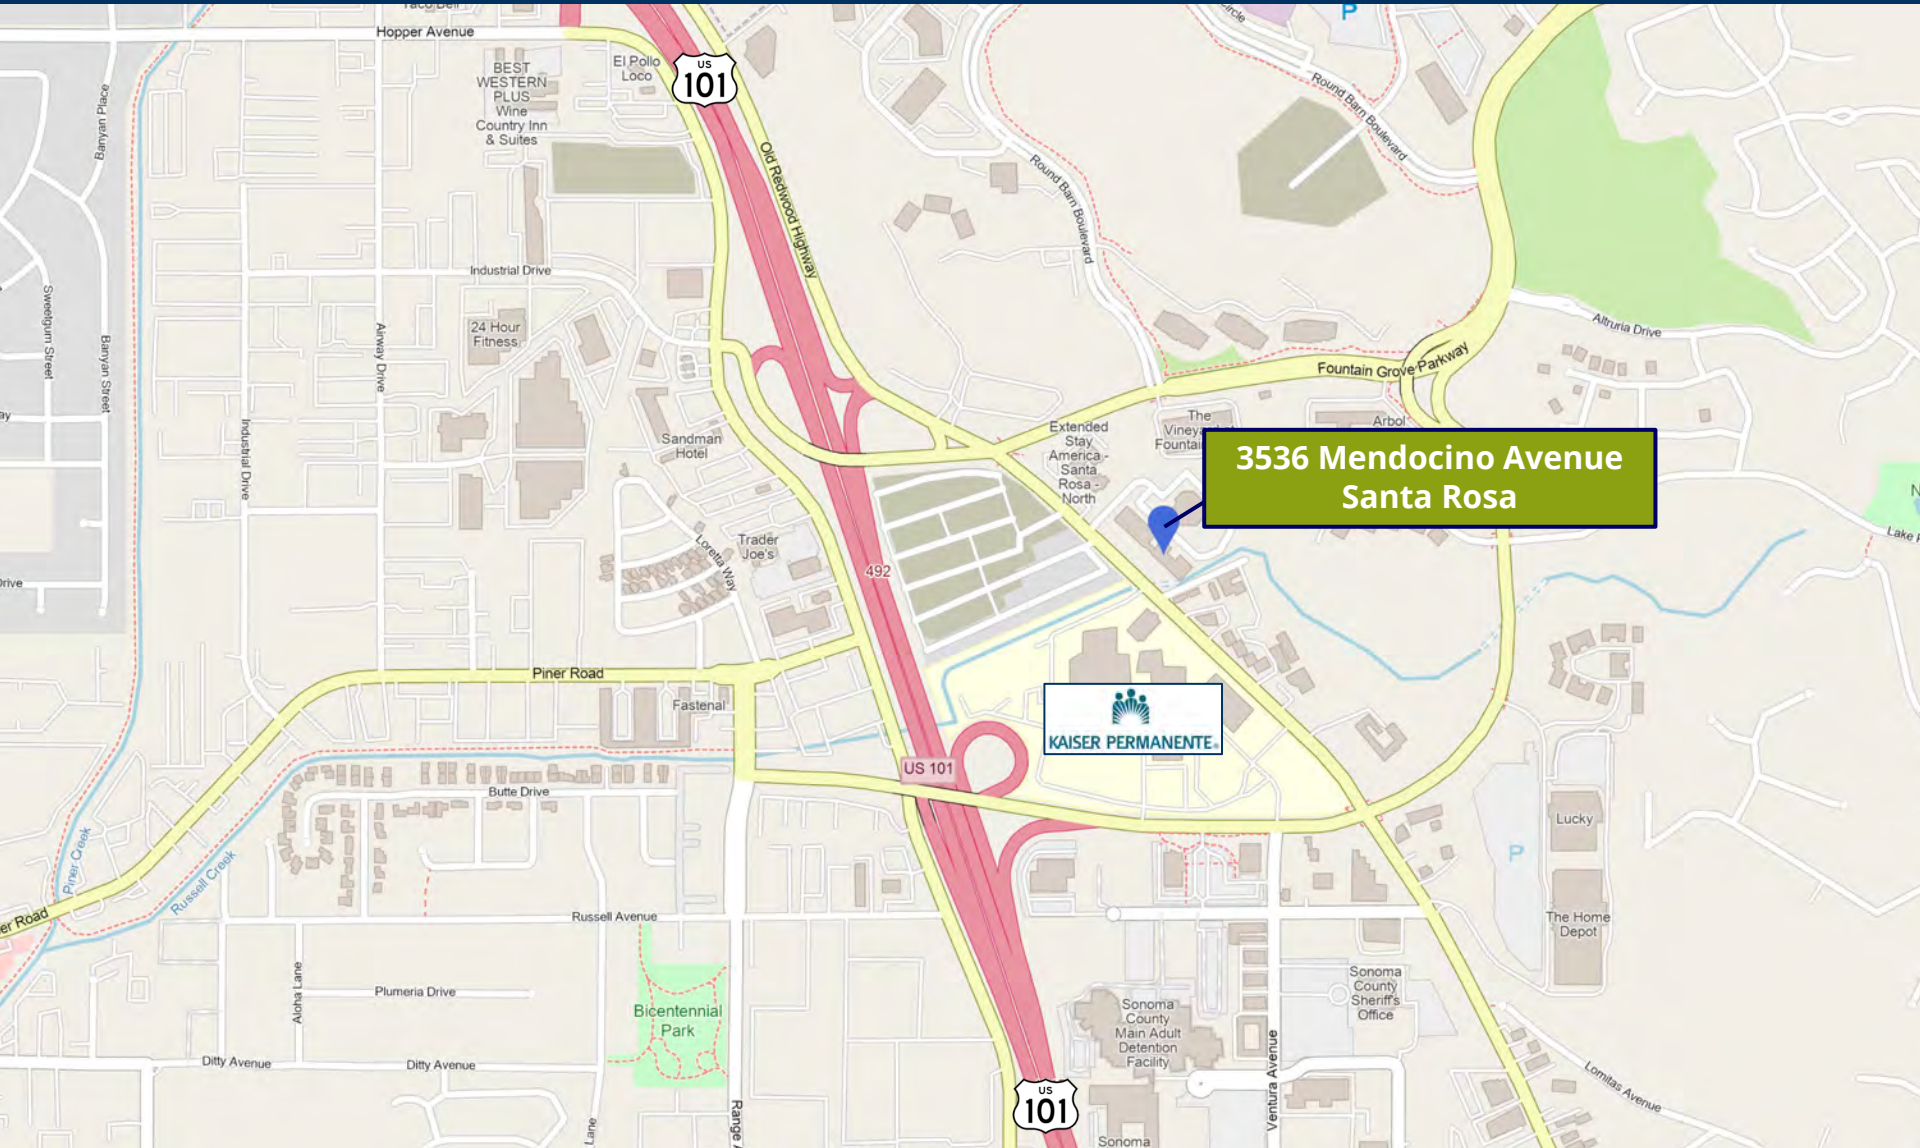 Taco Bell
Hopper Avenue
BEST
WESTERN
PLUS
Wine
Country Inn
& Suites
El Pollo
Loco
US
101
P
Circle
Round Barn Boulevard
Banyan Place
Old Redwood Highway
Round Barn Boulevard
Industrial Drive
Sweetgum Street
Banyan Street
Airway Drive
24 Hour
Fitness
Altruria Drive
Fountain Grove Parkway
Industrial Drive
Sandman
Hotel
Extended
Stay
America -
Santa
Rosa -
North
The
Arbol
3536 Mendocino Avenue
Santa Rosa
Loretta Way
Trader
Joe's
492
Piner Road
Fastenal
KAISER PERMANENTE®
US 101
Butte Drive
Piner Creek
Russell Creek
Lucky
P
Russell Avenue
The Home
Depot
Aloha Lane
Plumeria Drive
Bicentennial
Park
Sonoma
County
Sheriff's
Office
Sonoma
County
Main Adult
Detention
Facility
Ditty Avenue
Ditty Avenue
Ventura Avenue
Lomitas Avenue
US
101
Range
Lane
Sonoma